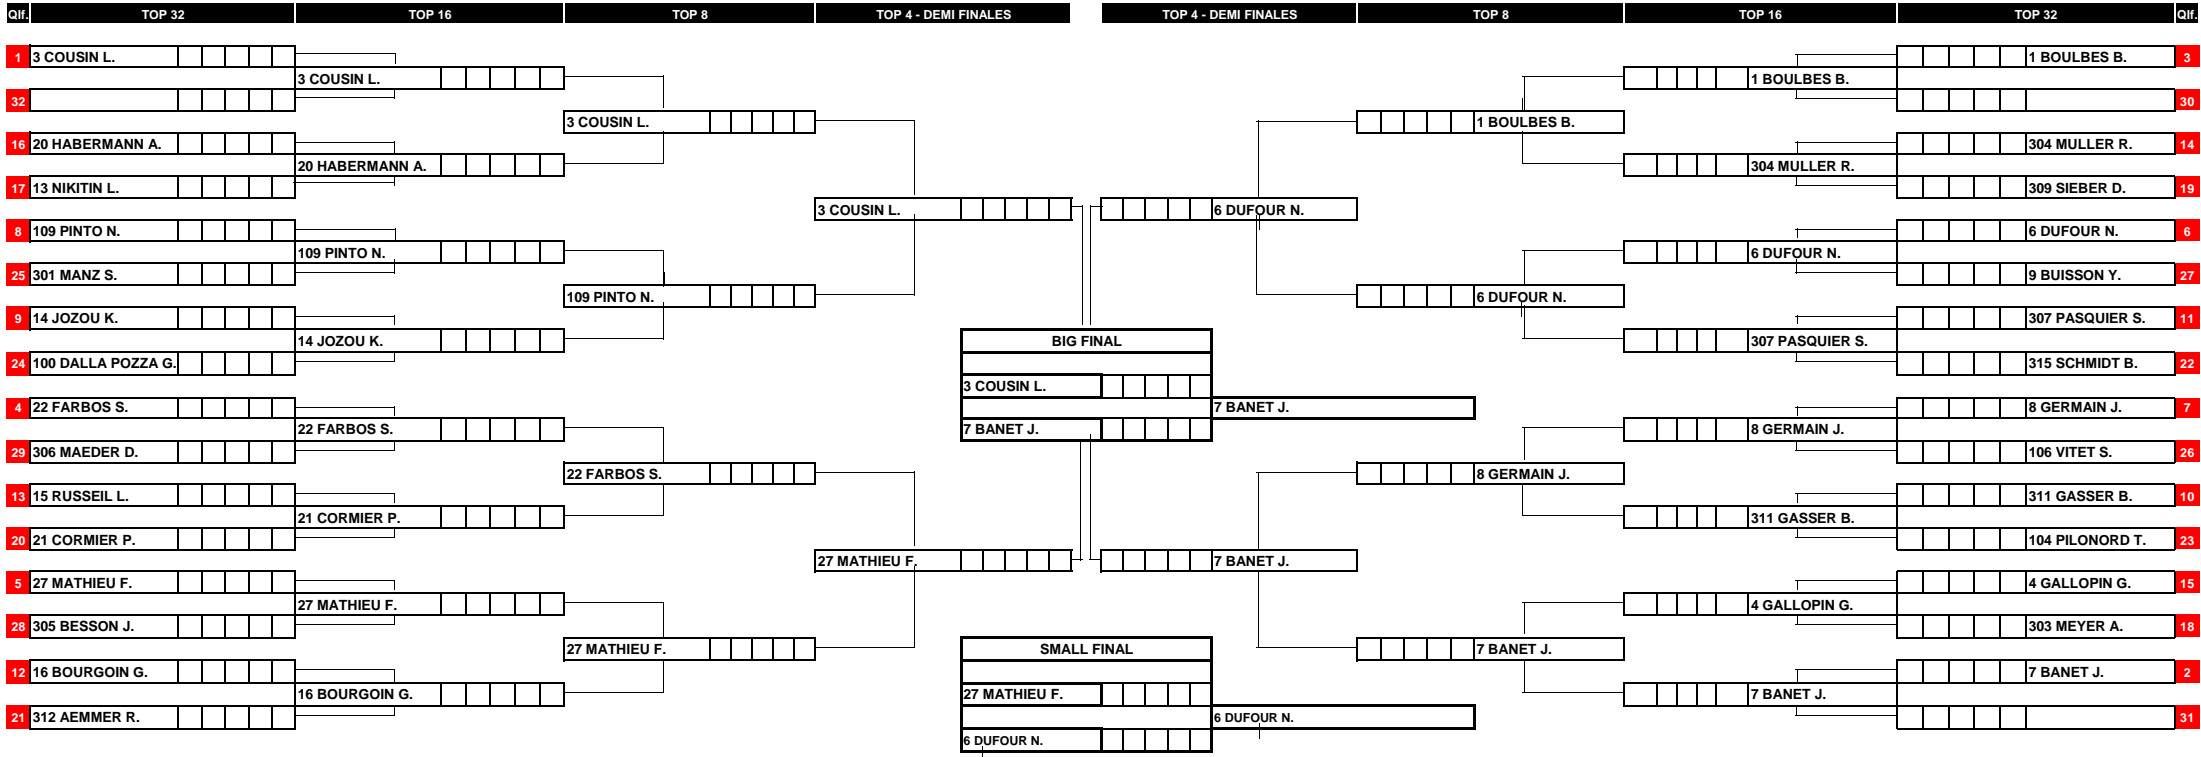 Qlf. TOP 32 TOP 16 TOP 8 TOP 4 - DEMI FINALES TOP 4 - DEMI FINALES TOP 8 TOP 16 TOP 32 Qlf.
1 3 COUSIN L. 1 BOULBES B. 3
3 COUSIN L. 1 BOULBES B.
32 30
3 COUSIN L. 1 BOULBES B.
16 20 HABERMANN A. 304 MULLER R. 14
20 HABERMANN A. 304 MULLER R.
17 13 NIKITIN L. 309 SIEBER D. 19
3 COUSIN L. 6 DUFOUR N.
8 109 PINTO N. 6 DUFOUR N. 6
109 PINTO N. 6 DUFOUR N.
25 301 MANZ S. 9 BUISSON Y. 27
109 PINTO N. 6 DUFOUR N.
9 14 JOZOU K. 307 PASQUIER S. 11
14 JOZOU K. BIG FINAL 307 PASQUIER S.
24 100 DALLA POZZA G. 315 SCHMIDT B. 22
3 COUSIN L.
4 22 FARBOS S. 7 BANET J. 8 GERMAIN J. 7
22 FARBOS S. 7 BANET J. 8 GERMAIN J.
29 306 MAEDER D. 106 VITET S. 26
22 FARBOS S. 8 GERMAIN J.
13 15 RUSSEIL L. 311 GASSER B. 10
21 CORMIER P. 311 GASSER B.
20 21 CORMIER P. 104 PILONORD T. 23
27 MATHIEU F. 7 BANET J.
5 27 MATHIEU F. 4 GALLOPIN G. 15
27 MATHIEU F. 4 GALLOPIN G.
28 305 BESSON J. 303 MEYER A. 18
27 MATHIEU F. SMALL FINAL 7 BANET J.
12 16 BOURGOIN G. 7 BANET J. 2
16 BOURGOIN G. 27 MATHIEU F. 7 BANET J.
21 312 AEMMER R. 6 DUFOUR N. 31
6 DUFOUR N.